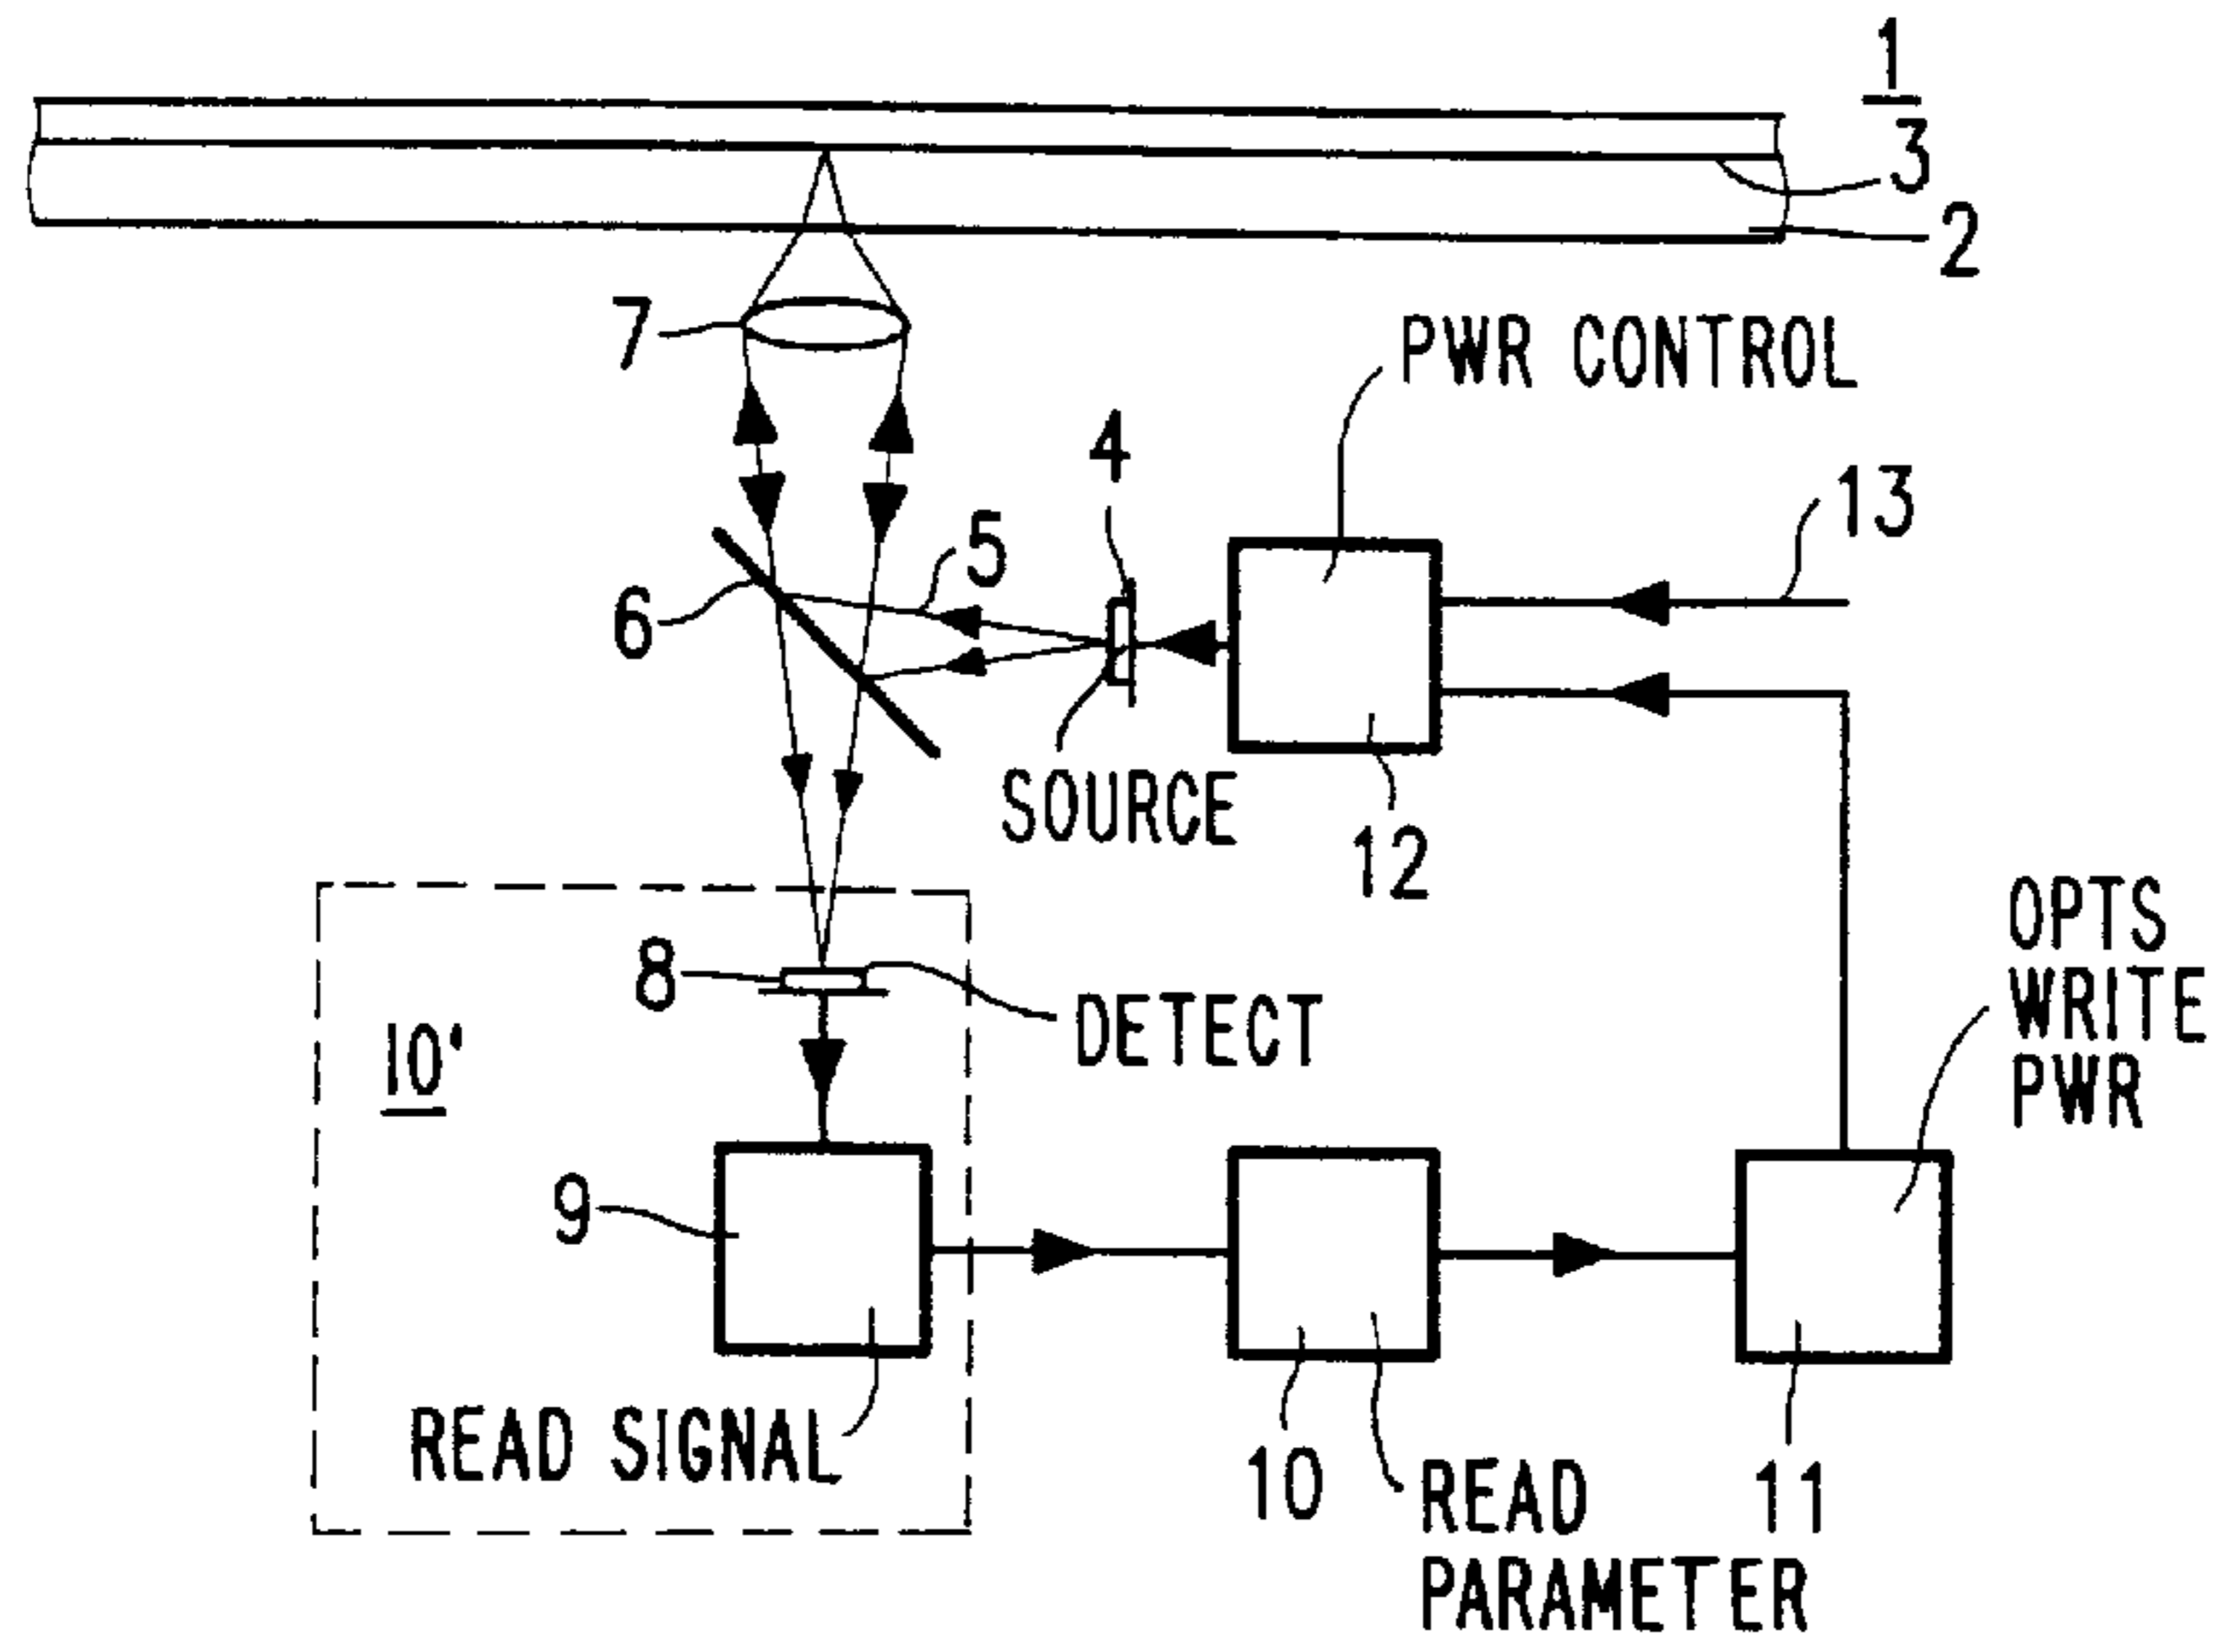 1
3
2
7
PWR CONTROL
4
13
5
6
SOURCE
12
OPTS
WRITE
PWR
8
DETECT
10'
9
READ SIGNAL
10
READ
PARAMETER
11